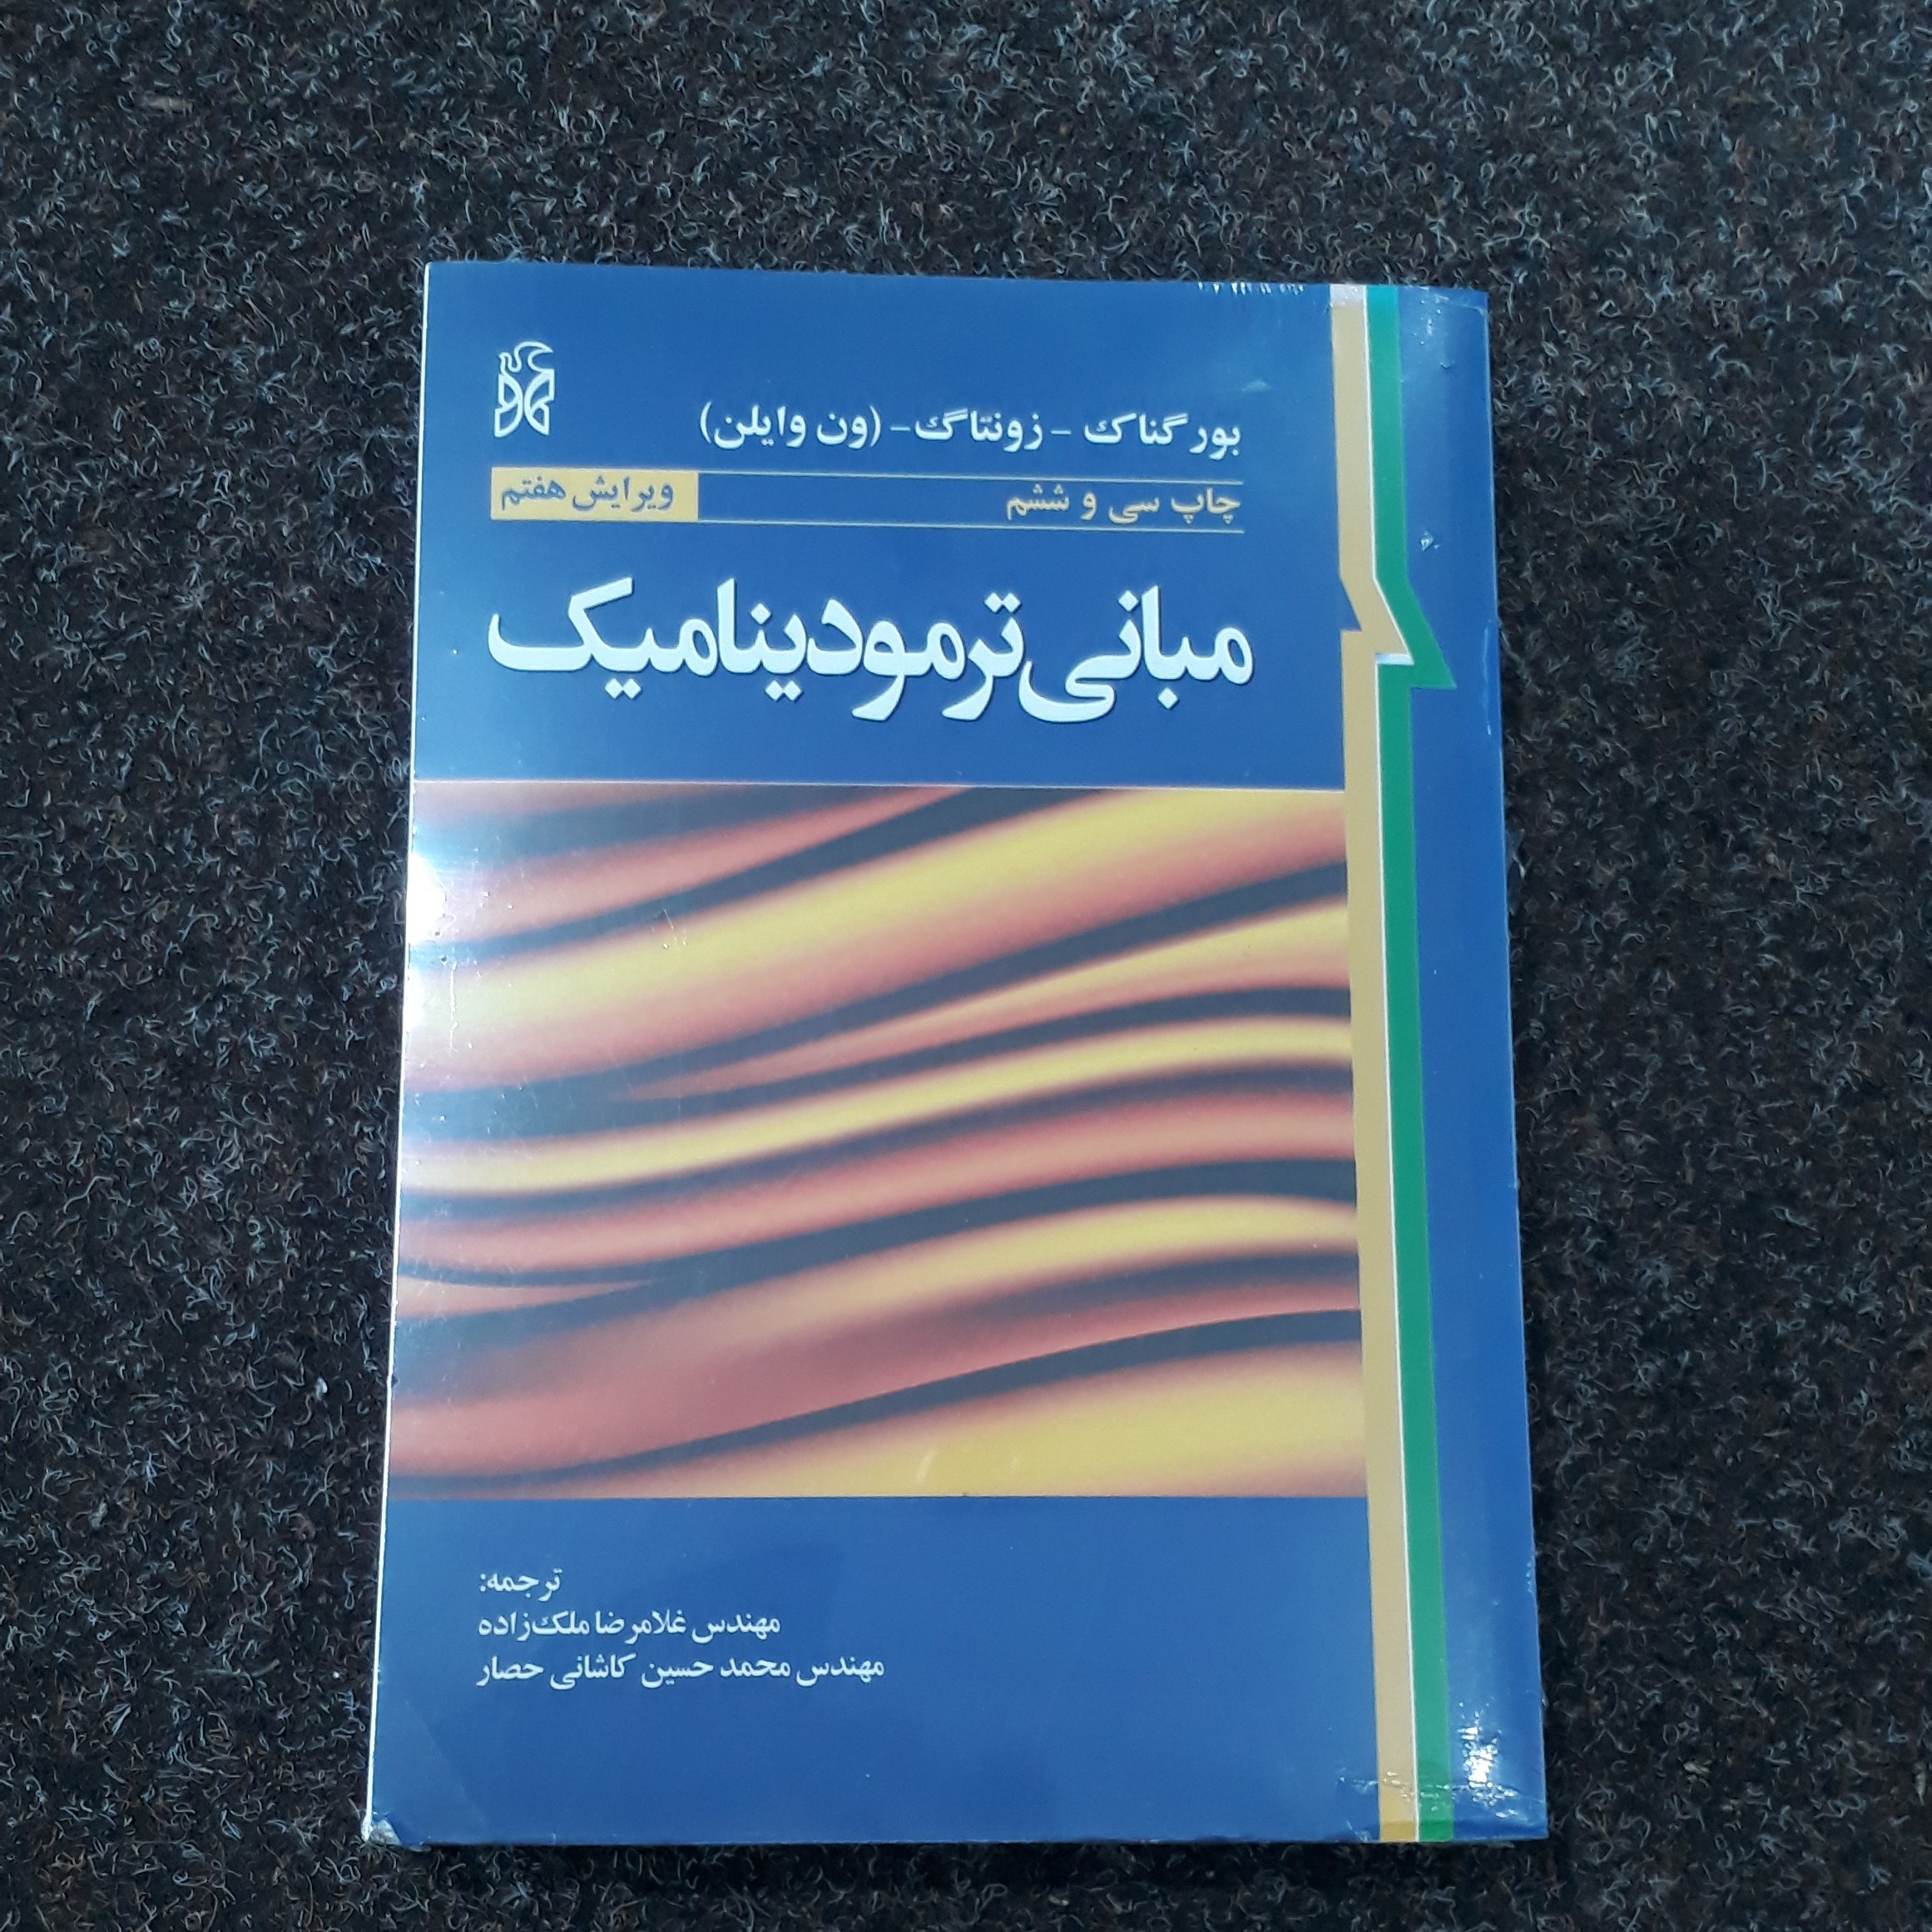 بورگناک - زونتاگ - (ون وایلن)
چاپ سی و ششم
ویرایش هفتم
مبانی ترمودینامیک
ترجمه:
مهندس غلامرضا ملک‌زاده
مهندس محمد حسین کاشانی حصار